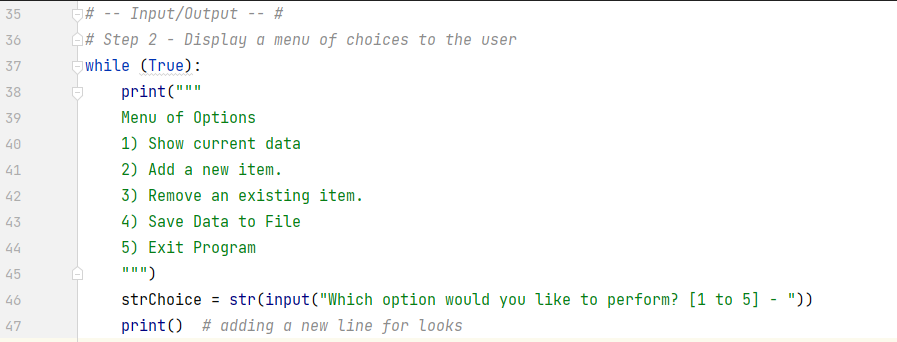 35 # -- Input/Output -- #
36 # Step 2 - Display a menu of choices to the user
37 while (True):
38     print("""
39     Menu of Options
40     1) Show current data
41     2) Add a new item.
42     3) Remove an existing item.
43     4) Save Data to File
44     5) Exit Program
45     """)
46     strChoice = str(input("Which option would you like to perform? [1 to 5] - "))
47     print()  # adding a new line for looks